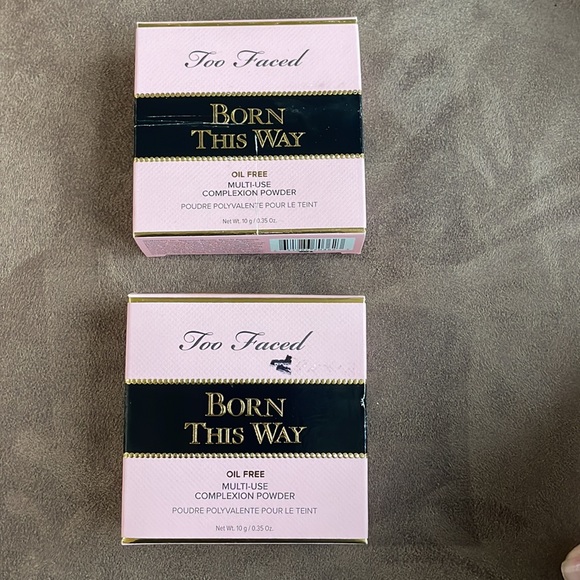 Too Faced
BORN
THIS WAY
OIL FREE
MULTI-USE
COMPLEXION POWDER
POUDRE POLYVALENTE POUR LE TEINT
Net Wt. 10 g / 0.35 Oz.
Too Faced
BORN
THIS WAY
OIL FREE
MULTI-USE
COMPLEXION POWDER
POUDRE POLYVALENTE POUR LE TEINT
Net Wt. 10 g / 0.35 Oz.